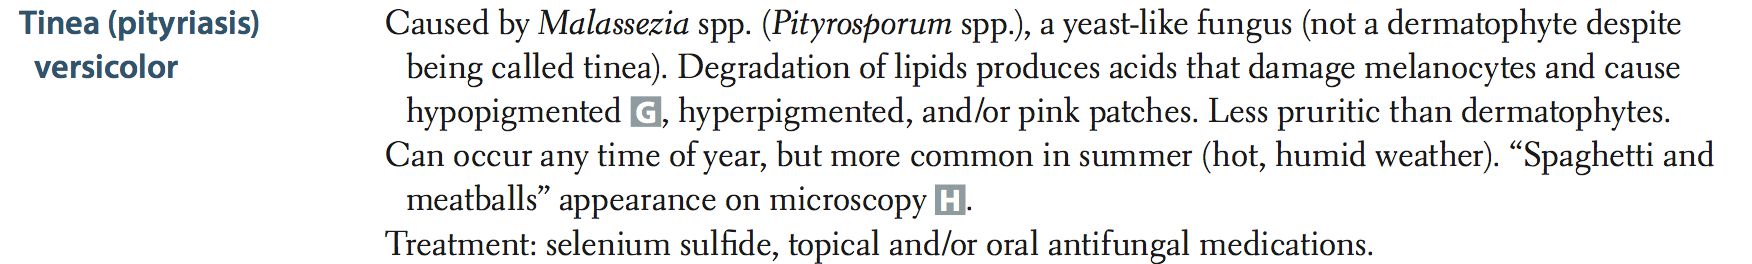 Tinea (pityriasis)
versicolor
Caused by Malassezia spp. (Pityrosporum spp.), a yeast-like fungus (not a dermatophyte despite
being called tinea). Degradation of lipids produces acids that damage melanocytes and cause
hypopigmented G, hyperpigmented, and/or pink patches. Less pruritic than dermatophytes.
Can occur any time of year, but more common in summer (hot, humid weather). “Spaghetti and
meatballs” appearance on microscopy H.
Treatment: selenium sulfide, topical and/or oral antifungal medications.